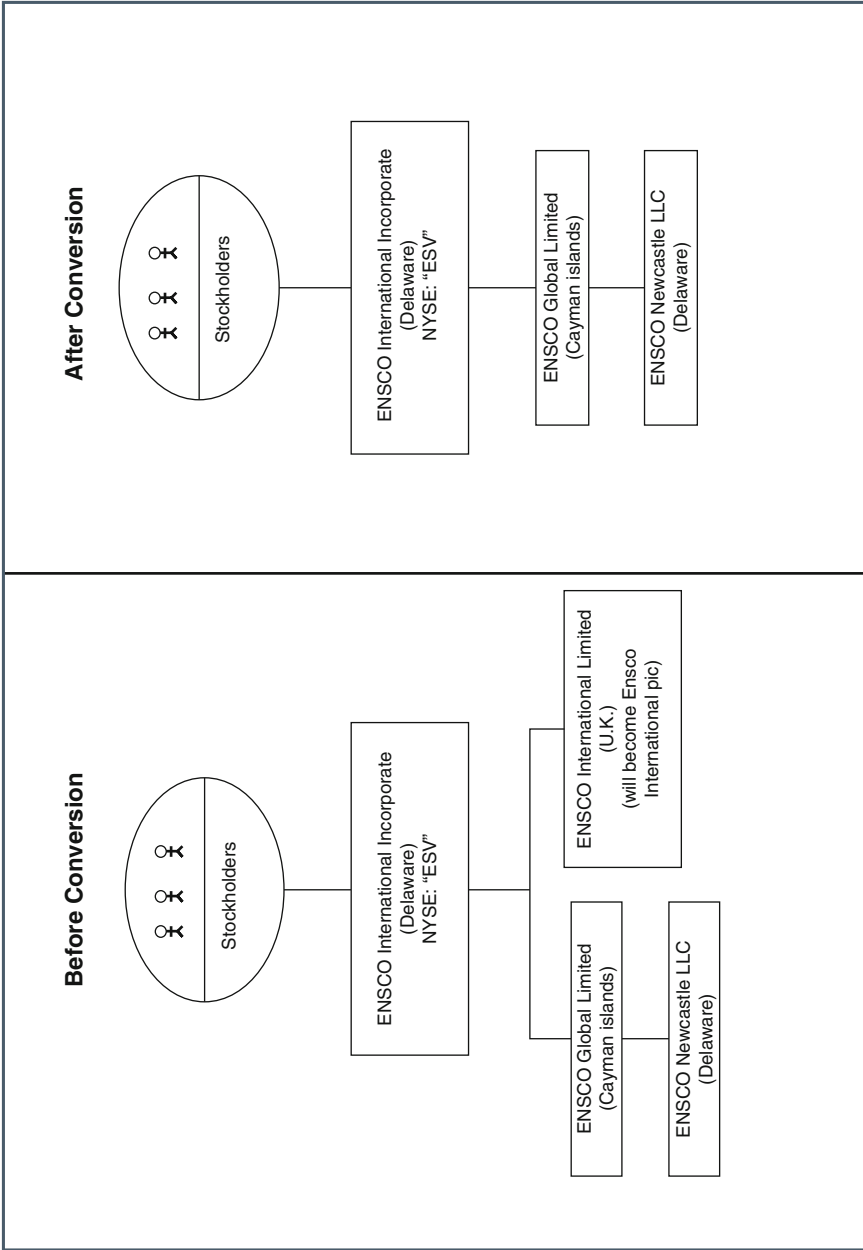 Before Conversion
Stockholders
ENSCO International Incorporate
(Delaware)
NYSE: “ESV”
ENSCO Global Limited
(Cayman islands)
ENSCO Newcastle LLC
(Delaware)
ENSCO International Limited
(U.K.)
(will become Ensco
International pic)
After Conversion
Stockholders
ENSCO International Incorporate
(Delaware)
NYSE: “ESV”
ENSCO Global Limited
(Cayman islands)
ENSCO Newcastle LLC
(Delaware)